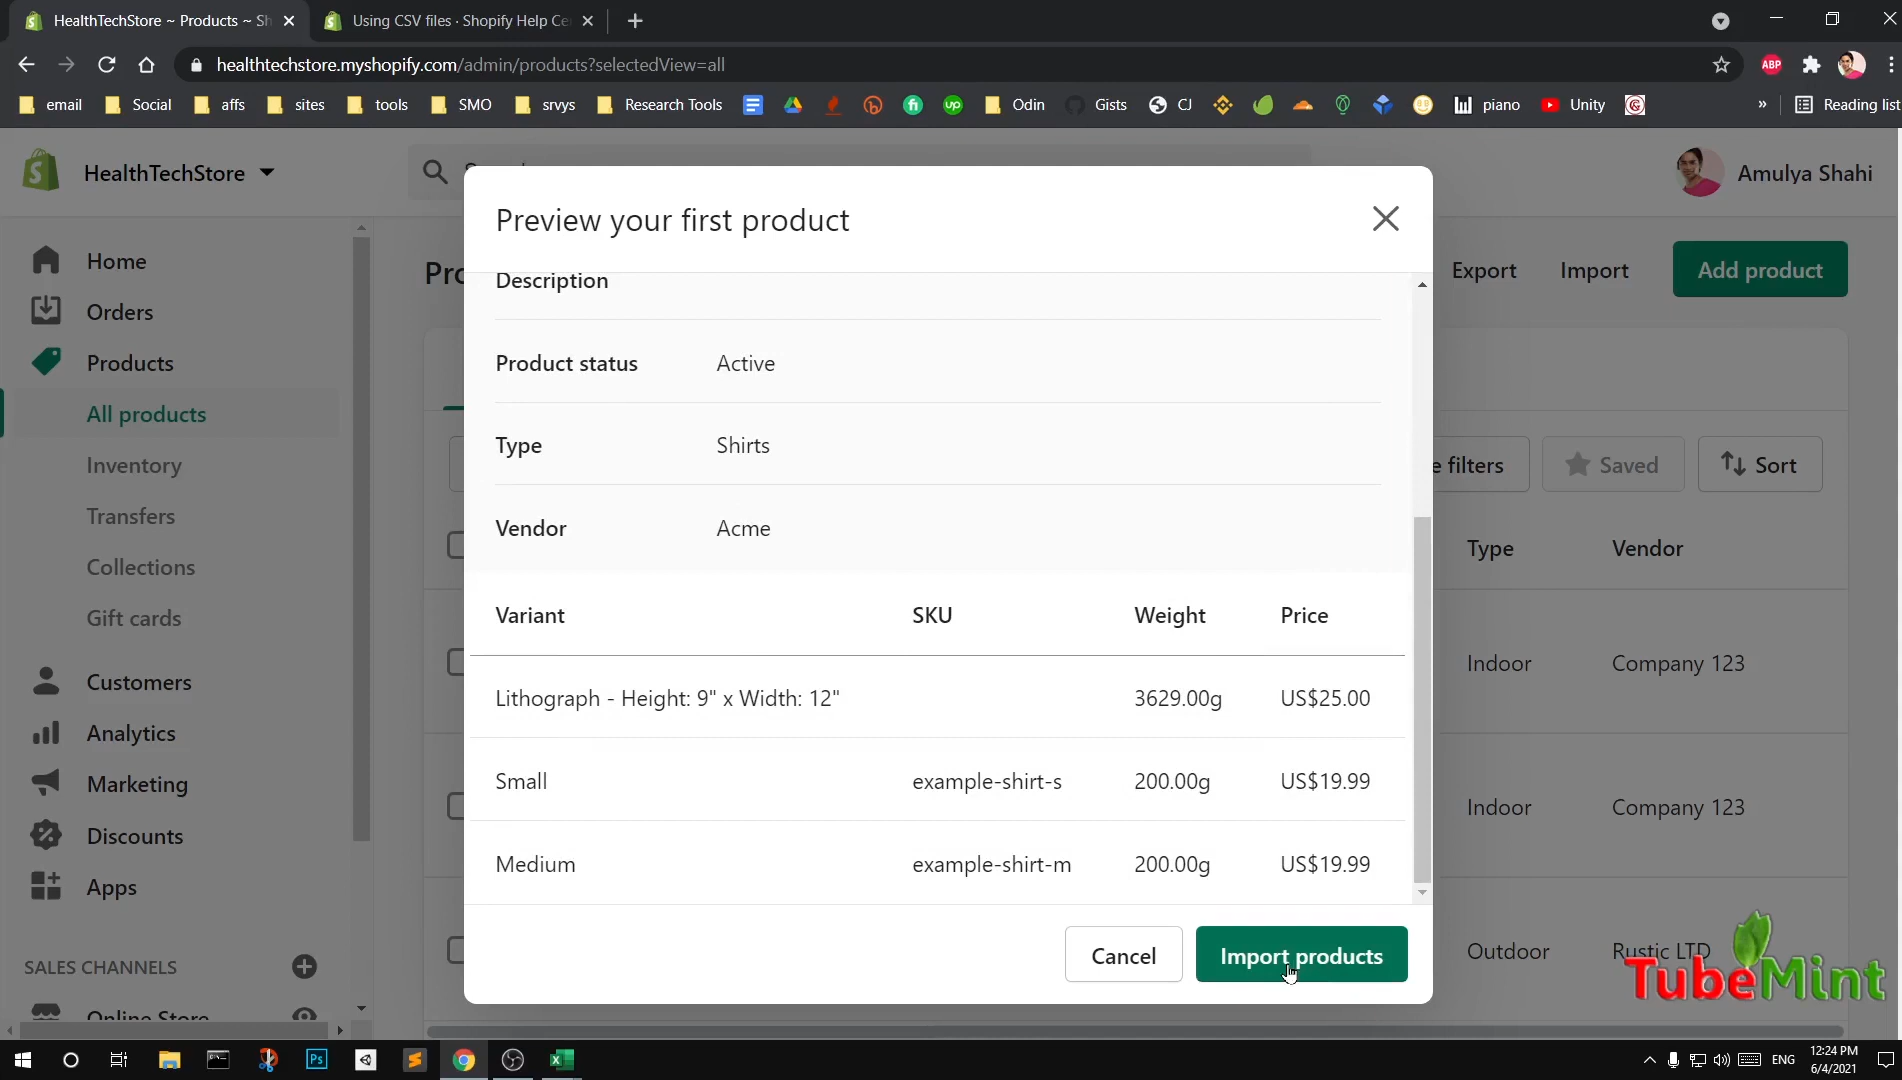 HealthTechStore ~ Products ~ Sh
Using CSV files · Shopify Help Ce
healthtechstore.myshopify.com/admin/products?selectedView=all
ABP
email
Social
affs
sites
tools
SMO
srvys
Research Tools
up
Odin
Gists
CJ
piano
Unity
»
Reading list
HealthTechStore
Amulya Shahi
Preview your first product
Home
Orders
Products
All products
Inventory
Transfers
Collections
Gift cards
Customers
Analytics
Marketing
Discounts
Apps
SALES CHANNELS
Online Store
Pro
Export
Import
Add product
e filters
Saved
Sort
Type
Vendor
Indoor
Company 123
Indoor
Company 123
Outdoor
Rustic LTD
Description
Product status Active
Type Shirts
Vendor Acme
Variant SKU Weight Price
Lithograph - Height: 9" x Width: 12" 3629.00g US$25.00
Small example-shirt-s 200.00g US$19.99
Medium example-shirt-m 200.00g US$19.99
Cancel
Import products
TubeMint
Ps
ENG
12:24 PM
6/4/2021